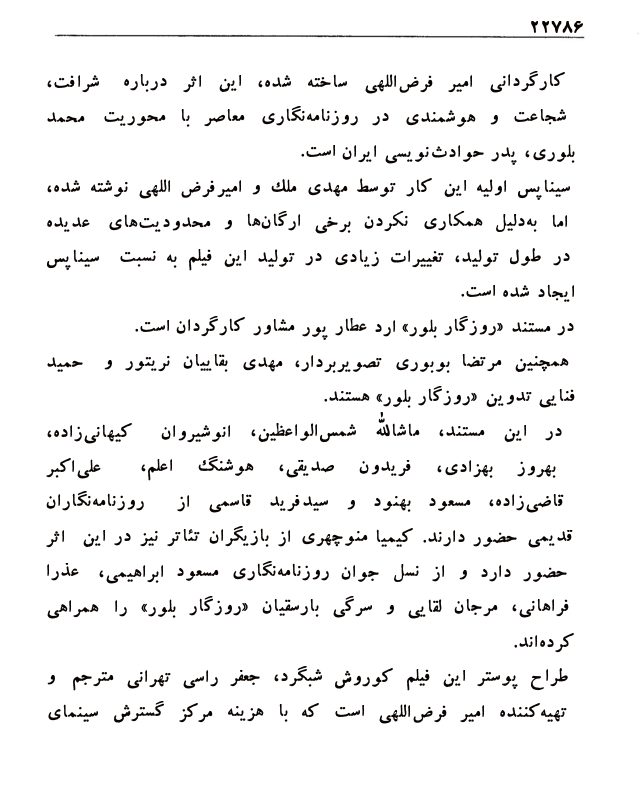 ۲۲۷۸۶
کارگردانی امیر فرض‌اللهی ساخته شده، این اثر درباره شرافت،
شجاعت و هوشمندی در روزنامه‌نگاری معاصر با محوریت محمد
بلوری، پدر حوادث‌نویسی ایران است.
سیناپس اولیه این کار توسط مهدی ملك و امیرفرض اللهی نوشته شده،
اما به‌دلیل همکاری نکردن برخی ارگان‌ها و محدودیت‌های عدیده
در طول تولید، تغییرات زیادی در تولید این فیلم به نسبت سیناپس
ایجاد شده است.
در مستند «روزگار بلور» ارد عطار پور مشاور کارگردان است.
همچنین مرتضا بوبوری تصویربردار، مهدی بقاییان نریتور و حمید
فنایی تدوین «روزگار بلور» هستند.
در این مستند، ماشالله شمس‌الواعظین، انوشیروان کیهانی‌زاده،
بهروز بهزادی، فریدون صدیقی، هوشنگ اعلم، علی‌اکبر
قاضی‌زاده، مسعود بهنود و سیدفرید قاسمی از روزنامه‌نگاران
قدیمی حضور دارند. کیمیا منوچهری از بازیگران تئاتر نیز در این اثر
حضور دارد و از نسل جوان روزنامه‌نگاری مسعود ابراهیمی، عذرا
فراهانی، مرجان لقایی و سرگی بارسقیان «روزگار بلور» را همراهی
کرده‌اند.
طراح پوستر این فیلم کوروش شبگرد، جعفر راسی تهرانی مترجم و
تهیه‌کننده امیر فرض‌اللهی است که با هزینه مرکز گسترش سینمای